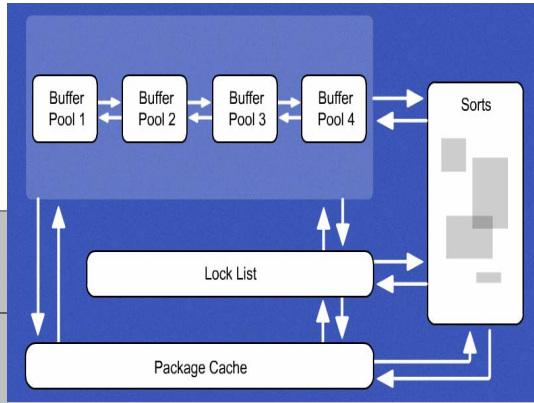 Buffer
Pool 1
Buffer
Pool 2
Buffer
Pool 3
Buffer
Pool 4
Sorts
Lock List
Package Cache